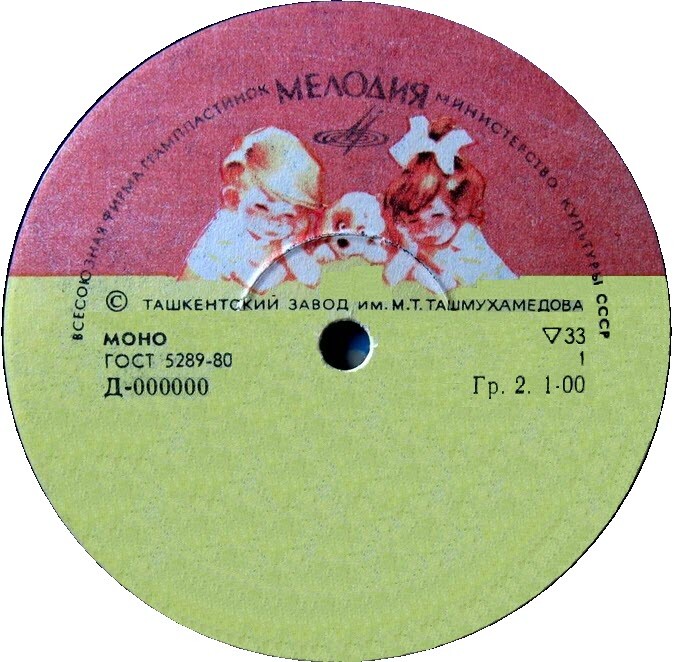 ВСЕСОЮЗНАЯ ФИРМА ГРАМПЛАСТИНОК МЕЛОДИЯ МИНИСТЕРСТВО КУЛЬТУРЫ СССР
© ТАШКЕНТСКИЙ ЗАВОД ИМ. М.Т. ТАШМУХАМЕДОВА
МОНО ▽33
ГОСТ 5289-80 1
Д-000000 Гр. 2. 1-00